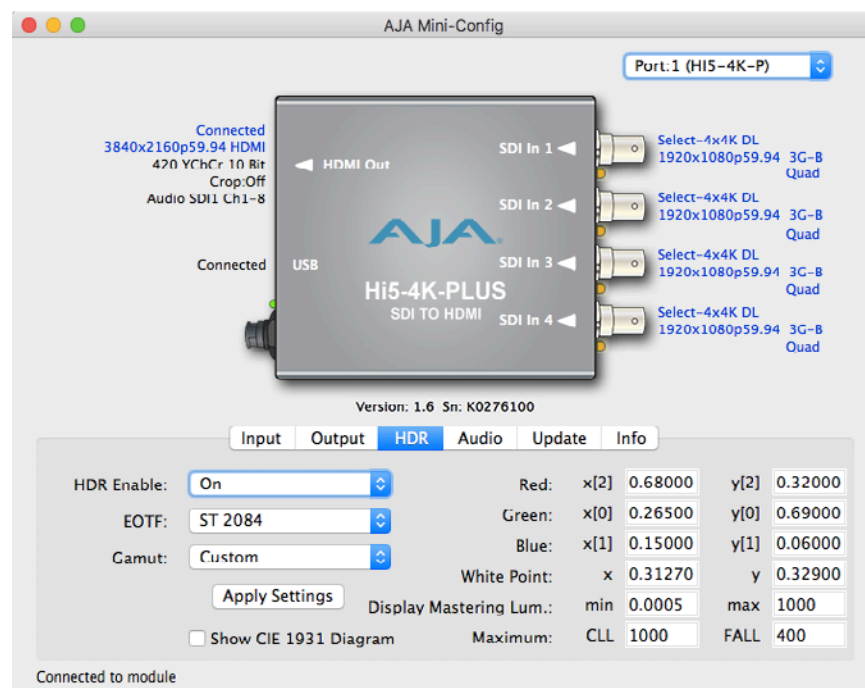 AJA Mini-Config
Port:1 (HI5-4K-P)
Connected
3840x2160p59.94 HDMI
420 YCbCr 10 Bit
Crop:Off
Audio SDI1 Ch1-8
Connected
HDMI Out
USB
SDI In 1
SDI In 2
SDI In 3
SDI In 4
AJA
Hi5-4K-PLUS
SDI TO HDMI
Select-4x4K DL
1920x1080p59.94 3G-B
Quad
Select-4x4K DL
1920x1080p59.94 3G-B
Quad
Select-4x4K DL
1920x1080p59.94 3G-B
Quad
Select-4x4K DL
1920x1080p59.94 3G-B
Quad
Version: 1.6 Sn: K0276100
Input Output HDR Audio Update Info
HDR Enable: On
EOTF: ST 2084
Gamut: Custom
Apply Settings
Show CIE 1931 Diagram
Red: x[2] 0.68000 y[2] 0.32000
Green: x[0] 0.26500 y[0] 0.69000
Blue: x[1] 0.15000 y[1] 0.06000
White Point: x 0.31270 y 0.32900
Display Mastering Lum.: min 0.0005 max 1000
Maximum: CLL 1000 FALL 400
Connected to module